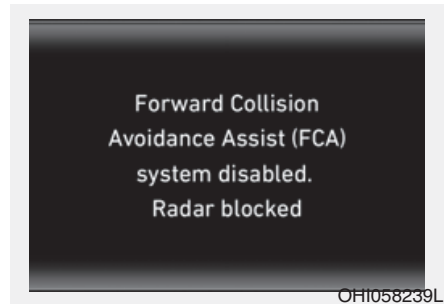 Forward Collision
Avoidance Assist (FCA)
system disabled.
Radar blocked
OHI058239L